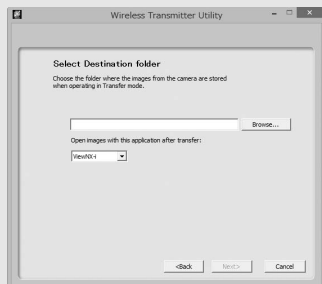 Wireless Transmitter Utility
Select Destination folder
Choose the folder where the images from the camera are stored
when operating in Transfer mode.
Browse...
Open images with this application after transfer:
ViewNX-i
<Back
Next>
Cancel